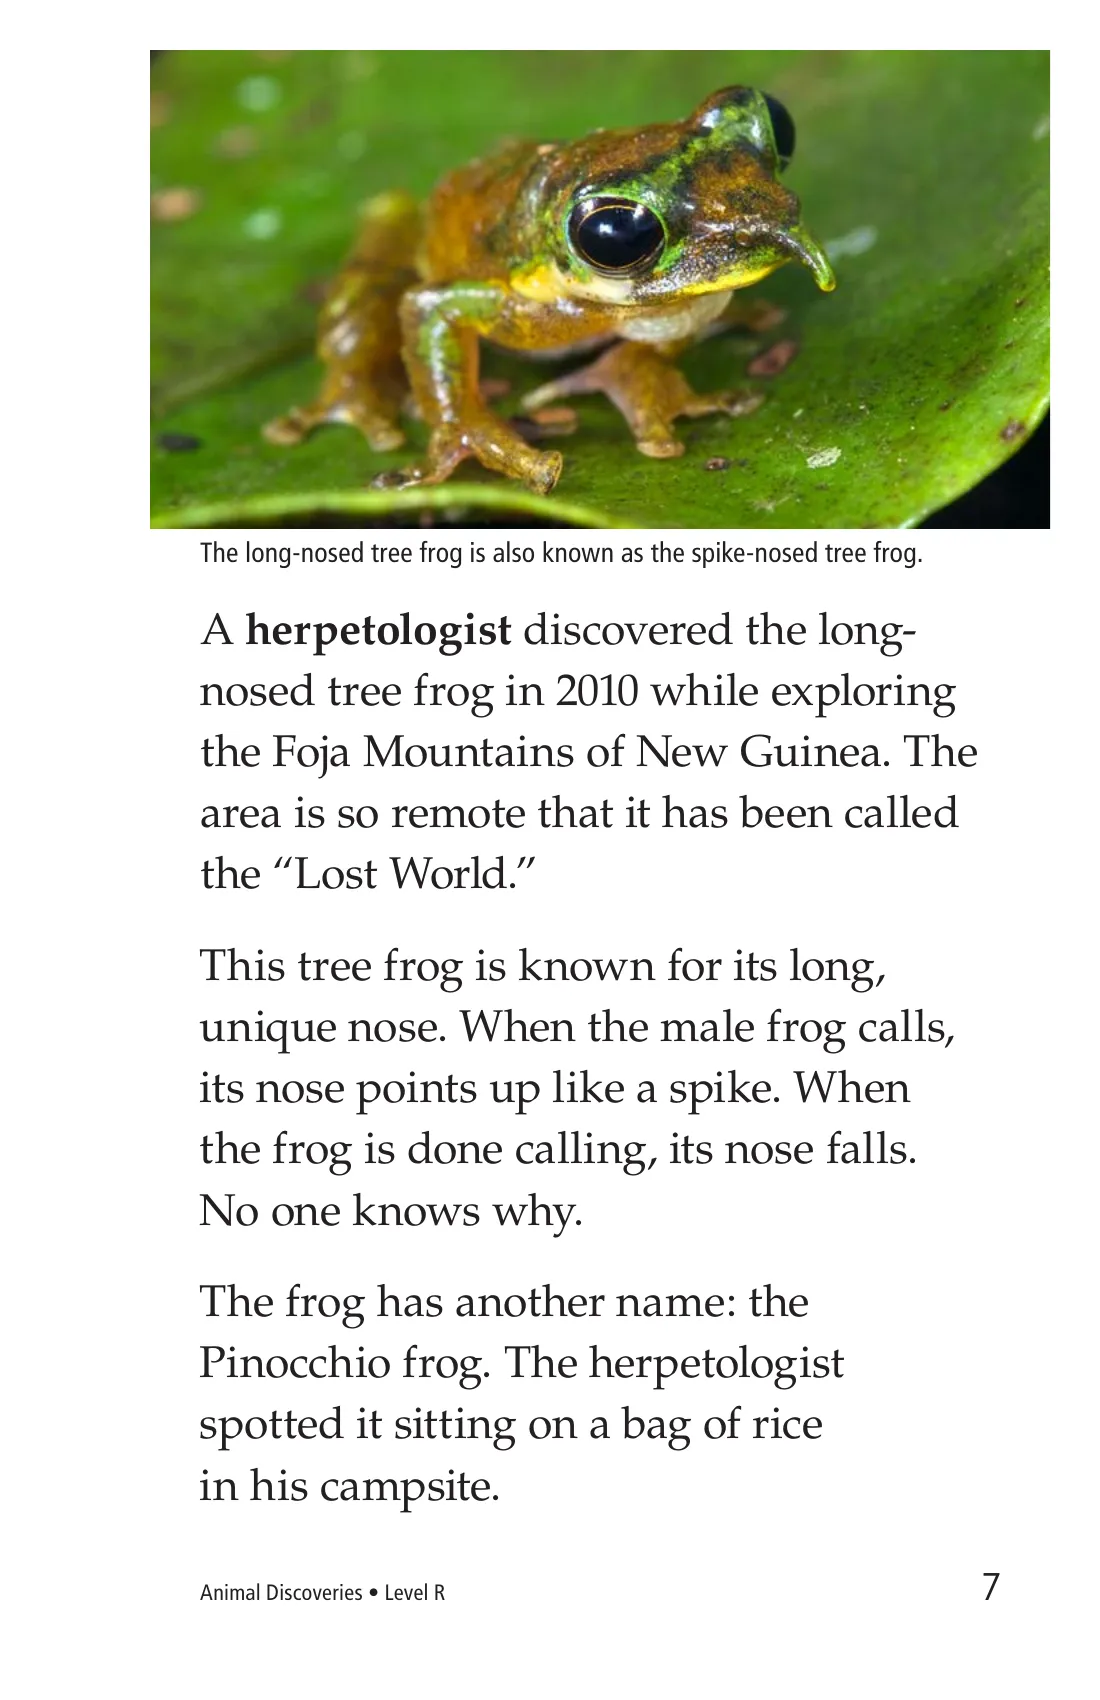 The long-nosed tree frog is also known as the spike-nosed tree frog.
A herpetologist discovered the long-
nosed tree frog in 2010 while exploring
the Foja Mountains of New Guinea. The
area is so remote that it has been called
the “Lost World.”
This tree frog is known for its long,
unique nose. When the male frog calls,
its nose points up like a spike. When
the frog is done calling, its nose falls.
No one knows why.
The frog has another name: the
Pinocchio frog. The herpetologist
spotted it sitting on a bag of rice
in his campsite.
Animal Discoveries • Level R
7